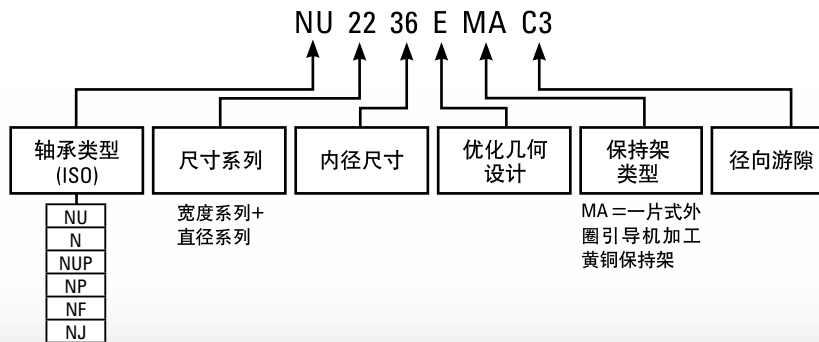 NU 22 36 E MA C3
轴承类型
(ISO)
尺寸系列
内径尺寸
优化几何
设计
保持架
类型
径向游隙
NU
N
NUP
NP
NF
NJ
宽度系列+
直径系列
MA=一片式外
圈引导机加工
黄铜保持架